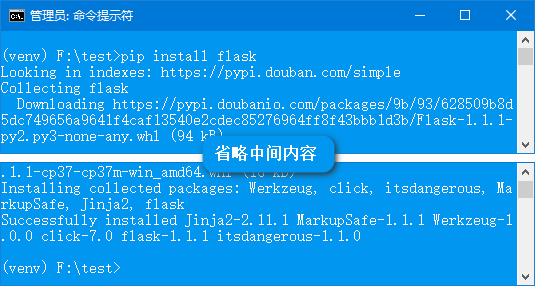 管理员: 命令提示符
(venv) F:\test>pip install flask
Looking in indexes: https://pypi.douban.com/simple
Collecting flask
Downloading https://pypi.doubanio.com/packages/9b/93/628509b8d
5dc749656a9641f4caf13540e2cdec85276964ff8f43bbb1d3b/Flask-1.1.1-
py2.py3-none-any.whl (94 kB)
省略中间内容
.1.1-cp37-cp37m-win_amd64.whl (16 kB)
Installing collected packages: Werkzeug, click, itsdangerous, Ma
rkupSafe, Jinja2, flask
Successfully installed Jinja2-2.11.1 MarkupSafe-1.1.1 Werkzeug-1
.0.0 click-7.0 flask-1.1.1 itsdangerous-1.1.0
(venv) F:\test>